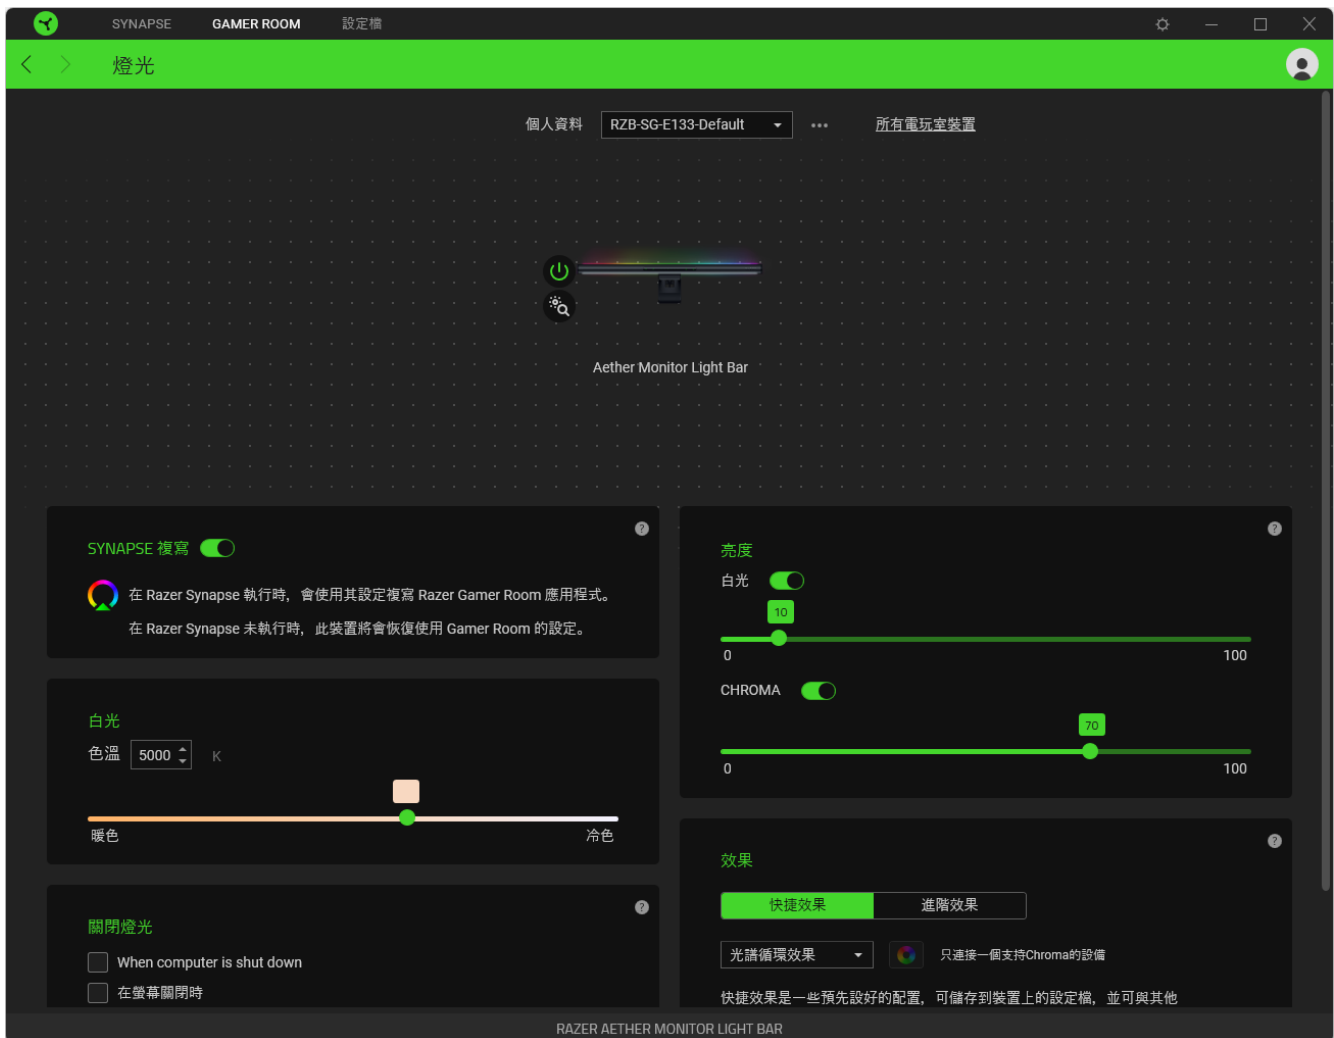 SYNAPSE GAMER ROOM 設定檔
燈光
個人資料 RZB-SG-E133-Default ••• 所有電玩室裝置
Aether Monitor Light Bar
SYNAPSE 複寫
在 Razer Synapse 執行時，會使用其設定複寫 Razer Gamer Room 應用程式。
在 Razer Synapse 未執行時，此裝置將會恢復使用 Gamer Room 的設定。
白光
色溫 5000 K
暖色 冷色
關閉燈光
When computer is shut down
在螢幕關閉時
亮度
白光
10
0 100
CHROMA
70
0 100
效果
快捷效果 進階效果
光譜循環效果 只連接一個支持Chroma的設備
快捷效果是一些預先設好的配置，可儲存到裝置上的設定檔，並可與其他
RAZER AETHER MONITOR LIGHT BAR